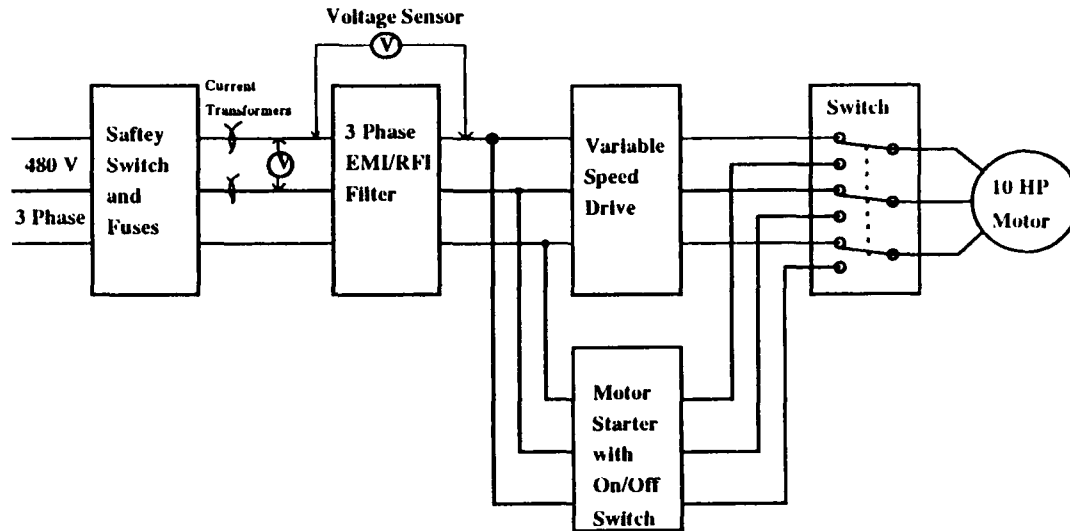 Voltage Sensor
V
Current
Transformers
480 V
3 Phase
Saftey
Switch
and
Fuses
V
3 Phase
EMI/RFI
Filter
Variable
Speed
Drive
Switch
10 HP
Motor
Motor
Starter
with
On/Off
Switch